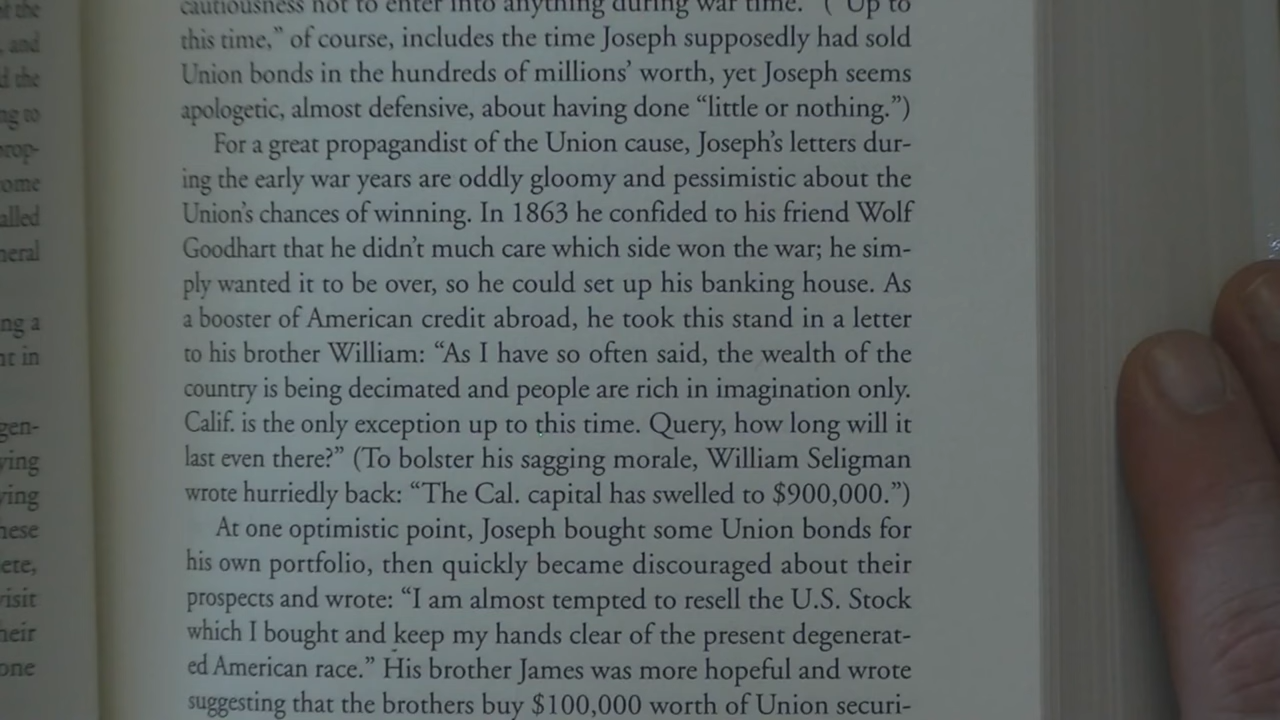 cautiousness not to enter into anything during war time.” (“Up to
this time,” of course, includes the time Joseph supposedly had sold
Union bonds in the hundreds of millions’ worth, yet Joseph seems
apologetic, almost defensive, about having done “little or nothing.”)
For a great propagandist of the Union cause, Joseph’s letters dur-
ing the early war years are oddly gloomy and pessimistic about the
Union’s chances of winning. In 1863 he confided to his friend Wolf
Goodhart that he didn’t much care which side won the war; he sim-
ply wanted it to be over, so he could set up his banking house. As
a booster of American credit abroad, he took this stand in a letter
to his brother William: “As I have so often said, the wealth of the
country is being decimated and people are rich in imagination only.
Calif. is the only exception up to this time. Query, how long will it
last even there?” (To bolster his sagging morale, William Seligman
wrote hurriedly back: “The Cal. capital has swelled to $900,000.”)
At one optimistic point, Joseph bought some Union bonds for
his own portfolio, then quickly became discouraged about their
prospects and wrote: “I am almost tempted to resell the U.S. Stock
which I bought and keep my hands clear of the present degenerat-
ed American race.” His brother James was more hopeful and wrote
suggesting that the brothers buy $100,000 worth of Union securi-